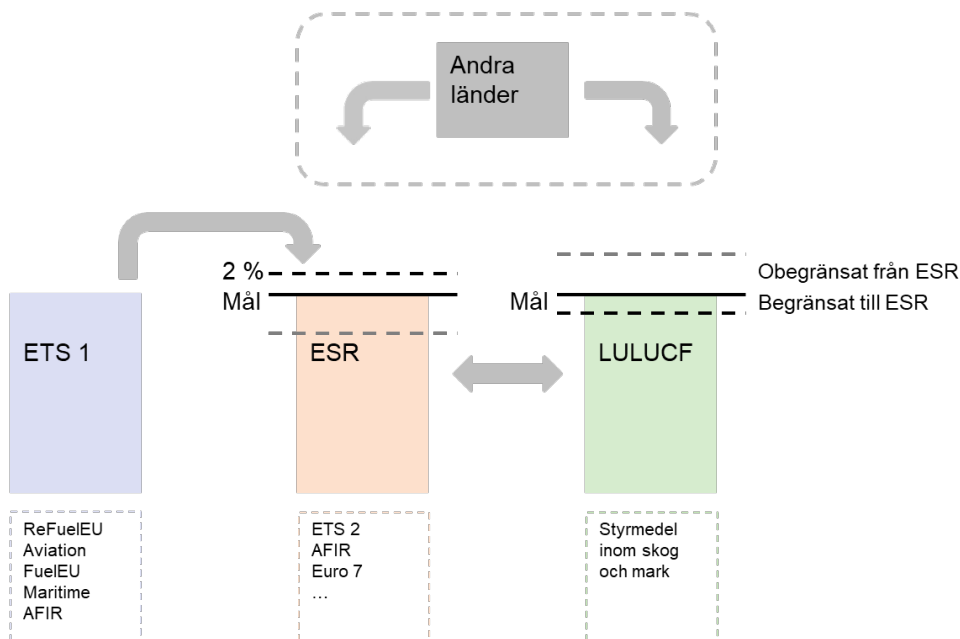 Andra
länder
2 %
Mål
Mål
Obegränsat från ESR
Begränsat till ESR
ETS 1
ESR
LULUCF
ReFuelEU
Aviation
FuelEU
Maritime
AFIR
ETS 2
AFIR
Euro 7
...
Styrmedel
inom skog
och mark